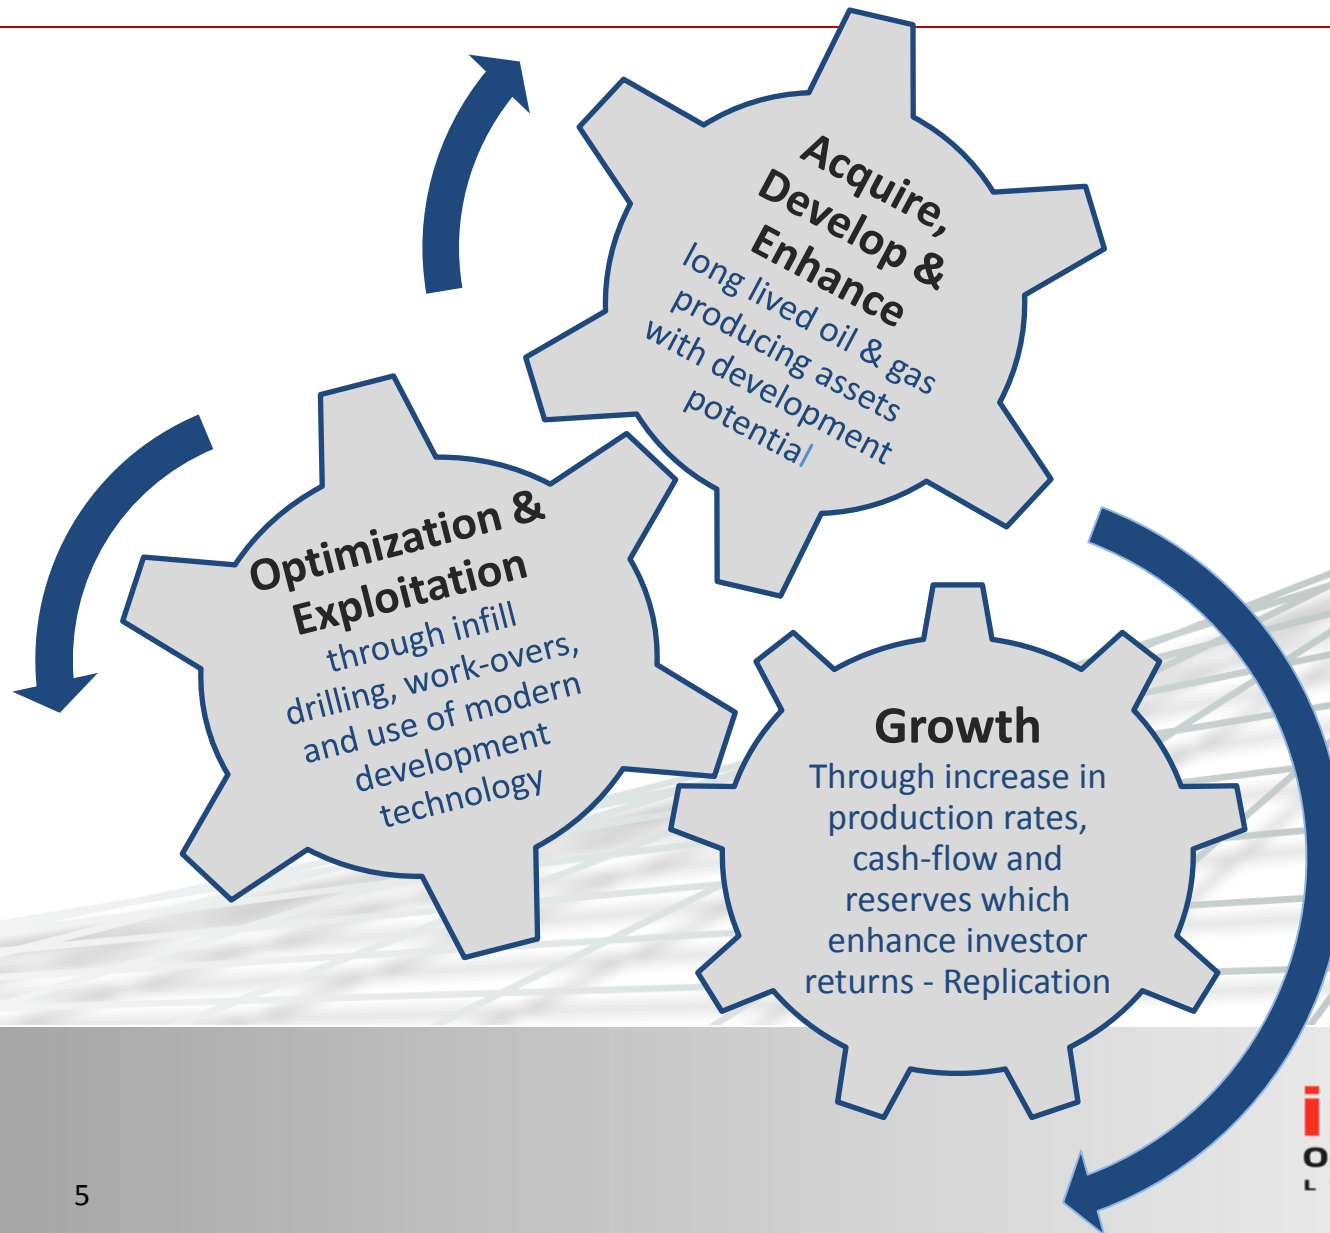 Acquire,
Develop &
Enhance
long lived oil & gas
producing assets
with development
potential
Optimization &
Exploitation
through infill
drilling, work-overs,
and use of modern
development
technology
Growth
Through increase in
production rates,
cash-flow and
reserves which
enhance investor
returns - Replication
5